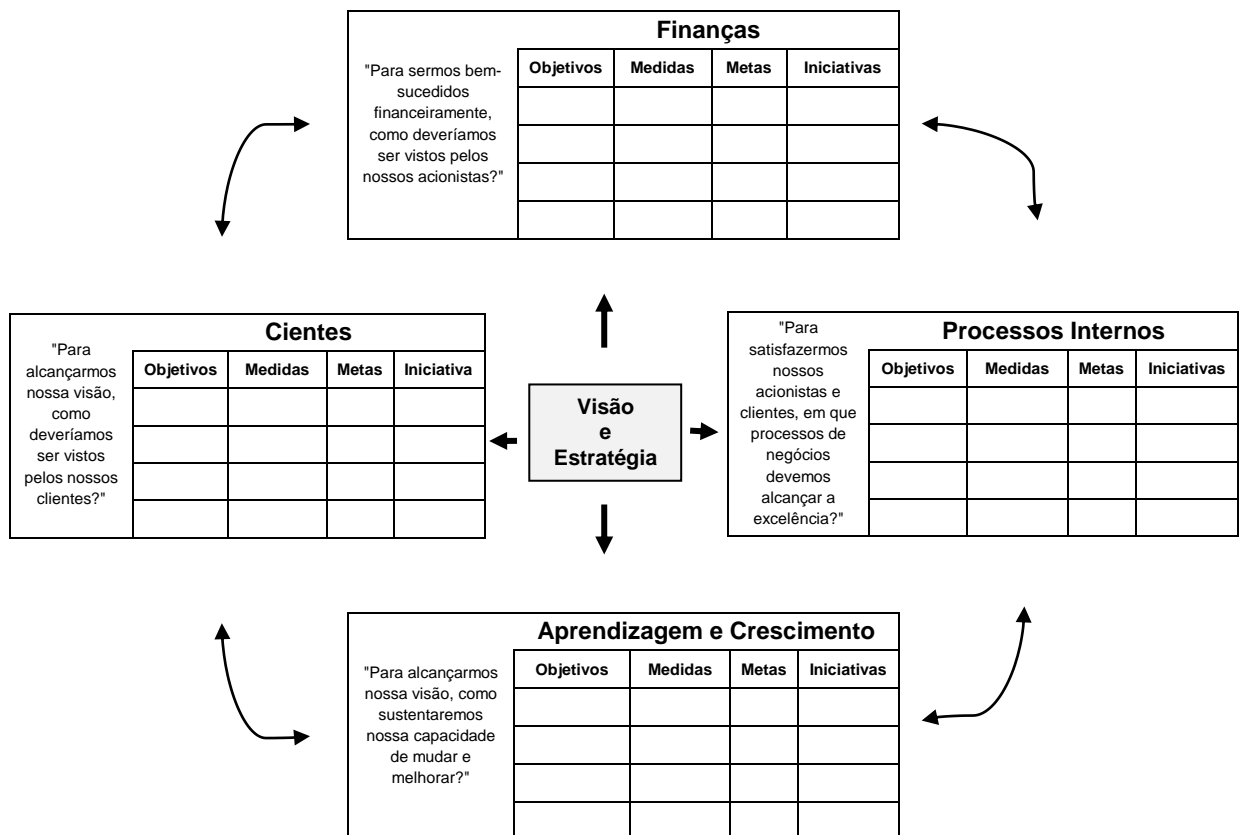 Finanças
"Para sermos bem-
sucedidos
financeiramente,
como deveríamos
ser vistos pelos
nossos acionistas?"
Objetivos Medidas Metas Iniciativas
Cientes
"Para
alcançarmos
nossa visão,
como
deveríamos
ser vistos
pelos nossos
clientes?"
Objetivos Medidas Metas Iniciativa
Visão
e
Estratégia
Processos Internos
"Para
satisfazermos
nossos
acionistas e
clientes, em que
processos de
negócios
devemos
alcançar a
excelência?"
Objetivos Medidas Metas Iniciativas
Aprendizagem e Crescimento
"Para alcançarmos
nossa visão, como
sustentaremos
nossa capacidade
de mudar e
melhorar?"
Objetivos Medidas Metas Iniciativas